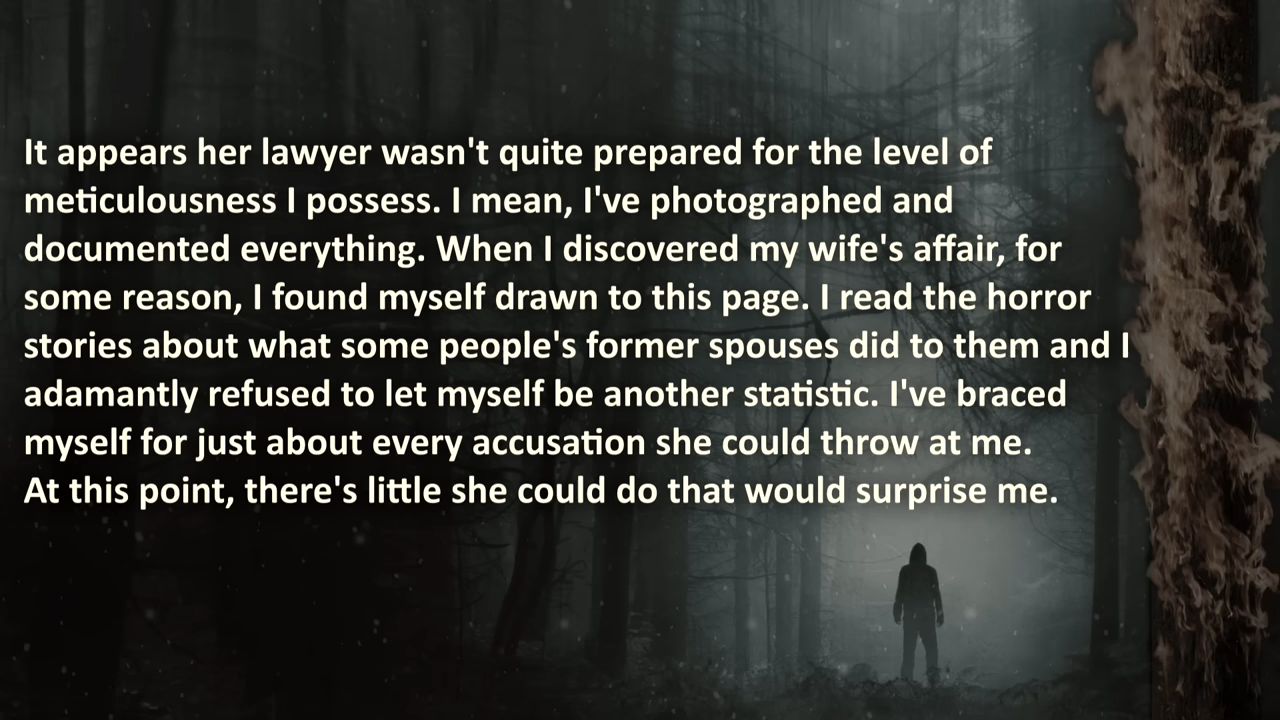 It appears her lawyer wasn't quite prepared for the level of
meticulousness I possess. I mean, I've photographed and
documented everything. When I discovered my wife's affair, for
some reason, I found myself drawn to this page. I read the horror
stories about what some people's former spouses did to them and I
adamantly refused to let myself be another statistic. I've braced
myself for just about every accusation she could throw at me.
At this point, there's little she could do that would surprise me.